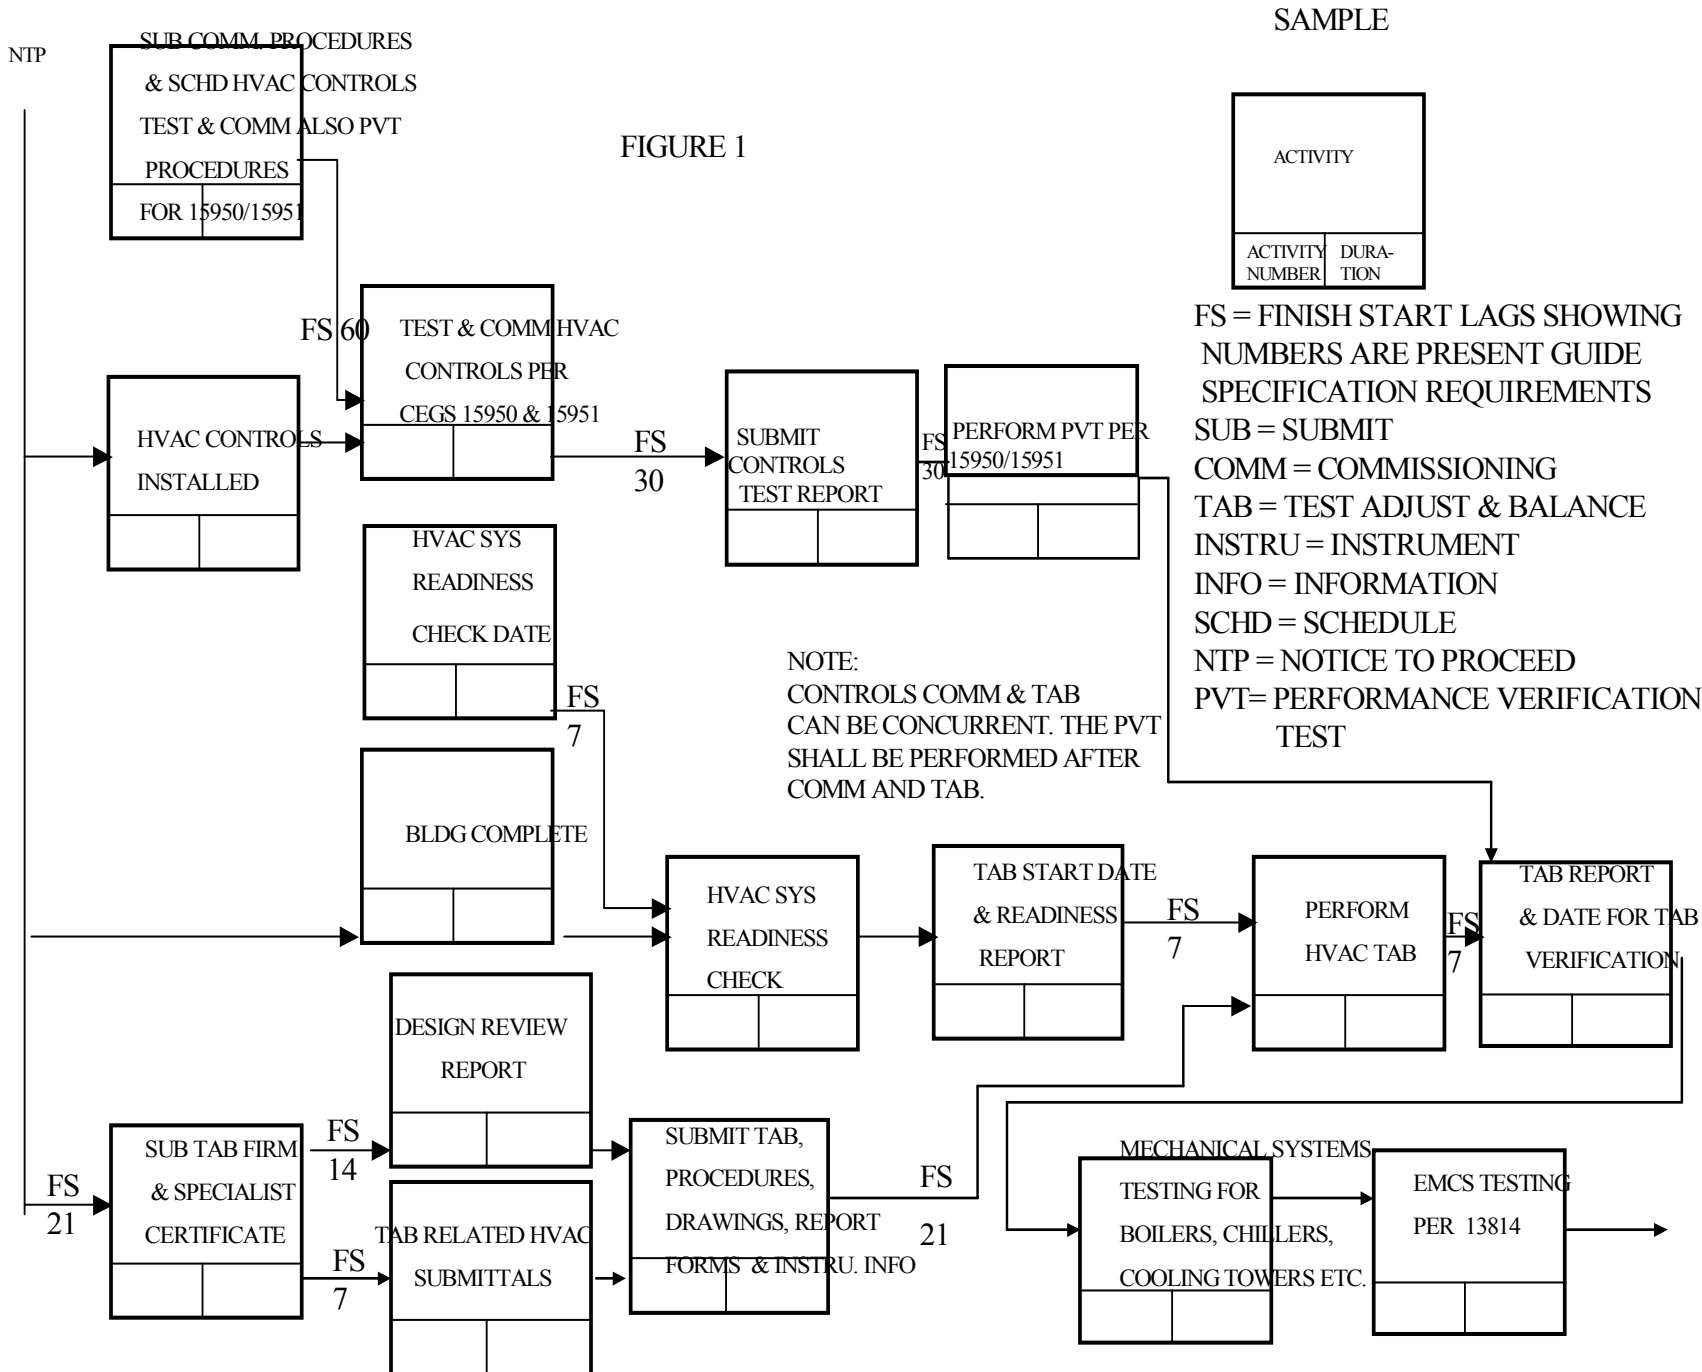 SAMPLE
NTP
SUB COMM. PROCEDURES
& SCHD HVAC CONTROLS
TEST & COMM ALSO PVT
PROCEDURES
FOR 15950/15951
FIGURE 1
ACTIVITY
ACTIVITY
NUMBER
DURA-
TION
FS = FINISH START LAGS SHOWING
NUMBERS ARE PRESENT GUIDE
SPECIFICATION REQUIREMENTS
SUB = SUBMIT
COMM = COMMISSIONING
TAB = TEST ADJUST & BALANCE
INSTRU = INSTRUMENT
INFO = INFORMATION
SCHD = SCHEDULE
NTP = NOTICE TO PROCEED
PVT= PERFORMANCE VERIFICATION
TEST
FS 60
TEST & COMM HVAC
CONTROLS PER
CEGS 15950 & 15951
HVAC CONTROLS
INSTALLED
FS
30
SUBMIT
CONTROLS
TEST REPORT
FS
30
PERFORM PVT PER
15950/15951
HVAC SYS
READINESS
CHECK DATE
FS
7
NOTE:
CONTROLS COMM & TAB
CAN BE CONCURRENT. THE PVT
SHALL BE PERFORMED AFTER
COMM AND TAB.
BLDG COMPLETE
HVAC SYS
READINESS
CHECK
TAB START DATE
& READINESS
REPORT
FS
7
PERFORM
HVAC TAB
FS
7
TAB REPORT
& DATE FOR TAB
VERIFICATION
DESIGN REVIEW
REPORT
FS
21
SUB TAB FIRM
& SPECIALIST
CERTIFICATE
FS
14
FS
7
TAB RELATED HVAC
SUBMITTALS
SUBMIT TAB,
PROCEDURES,
DRAWINGS, REPORT
FORMS & INSTRU. INFO
FS
21
MECHANICAL SYSTEMS
TESTING FOR
BOILERS, CHILLERS,
COOLING TOWERS ETC.
EMCS TESTING
PER 13814